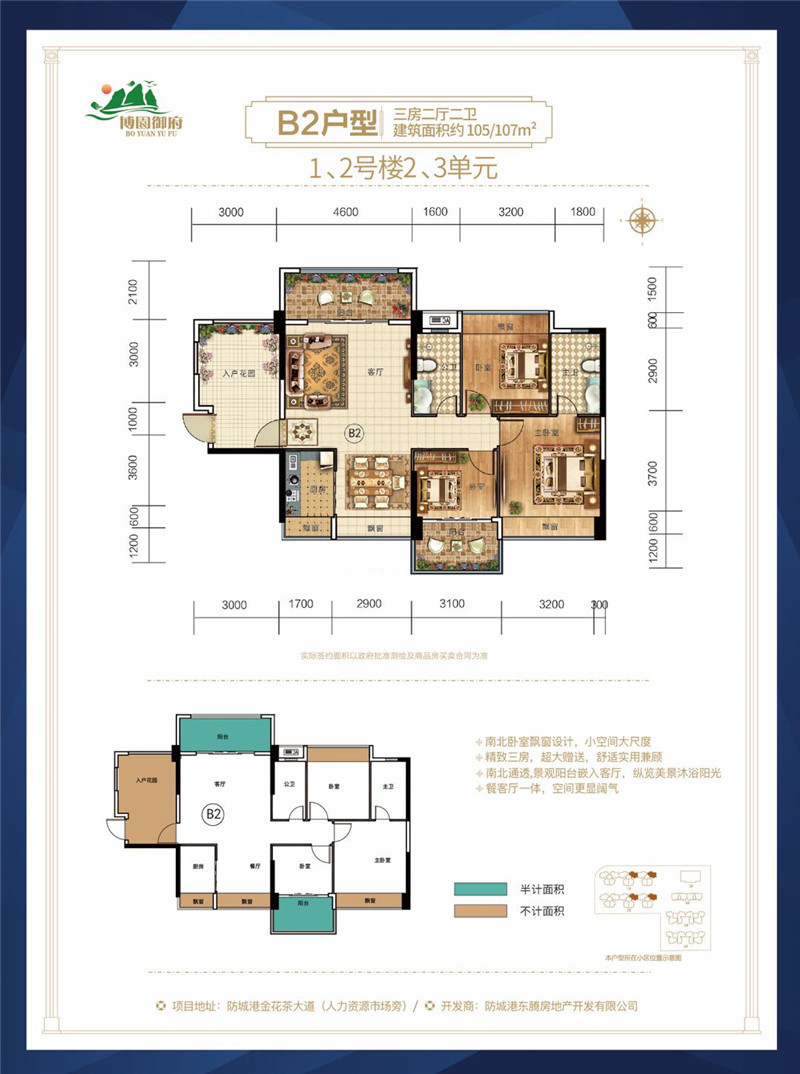 博园御府
BO YUAN YU FU
B2户型
三房二厅二卫
建筑面积约 105/107m²
1、2号楼2、3单元
3000 4600 1600 3200 1800
2100
3000
1000
3600
600
1200
1500
600
2900
3700
600
1200
阳台
入户花园
客厅
公卫
卧室
飘窗
主卫
B2
主卧室
厨房
卧室
飘窗
飘窗
飘窗
阳台
3000 1700 2900 3100 3200 300
实际签约面积以政府批准测绘及商品房买卖合同为准
阳台
入户花园
客厅
公卫
卧室
主卫
B2
厨房
餐厅
卧室
主卧室
飘窗
飘窗
阳台
飘窗
南北卧室飘窗设计，小空间大尺度
精致三房，超大赠送，舒适实用兼顾
南北通透,景观阳台嵌入客厅，纵览美景沐浴阳光
餐客厅一体，空间更显阔气
半计面积
不计面积
本户型所在小区位置示意图
项目地址：防城港金花茶大道（人力资源市场旁）/ 开发商：防城港东腾房地产开发有限公司